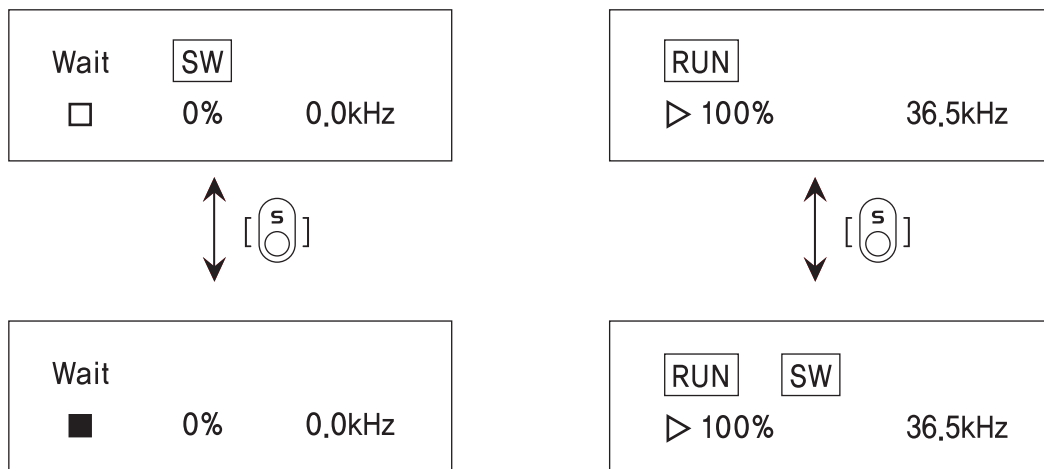 Wait SW
0% 0.0kHz
S
Wait
0% 0.0kHz
RUN
100% 36.5kHz
S
RUN SW
100% 36.5kHz